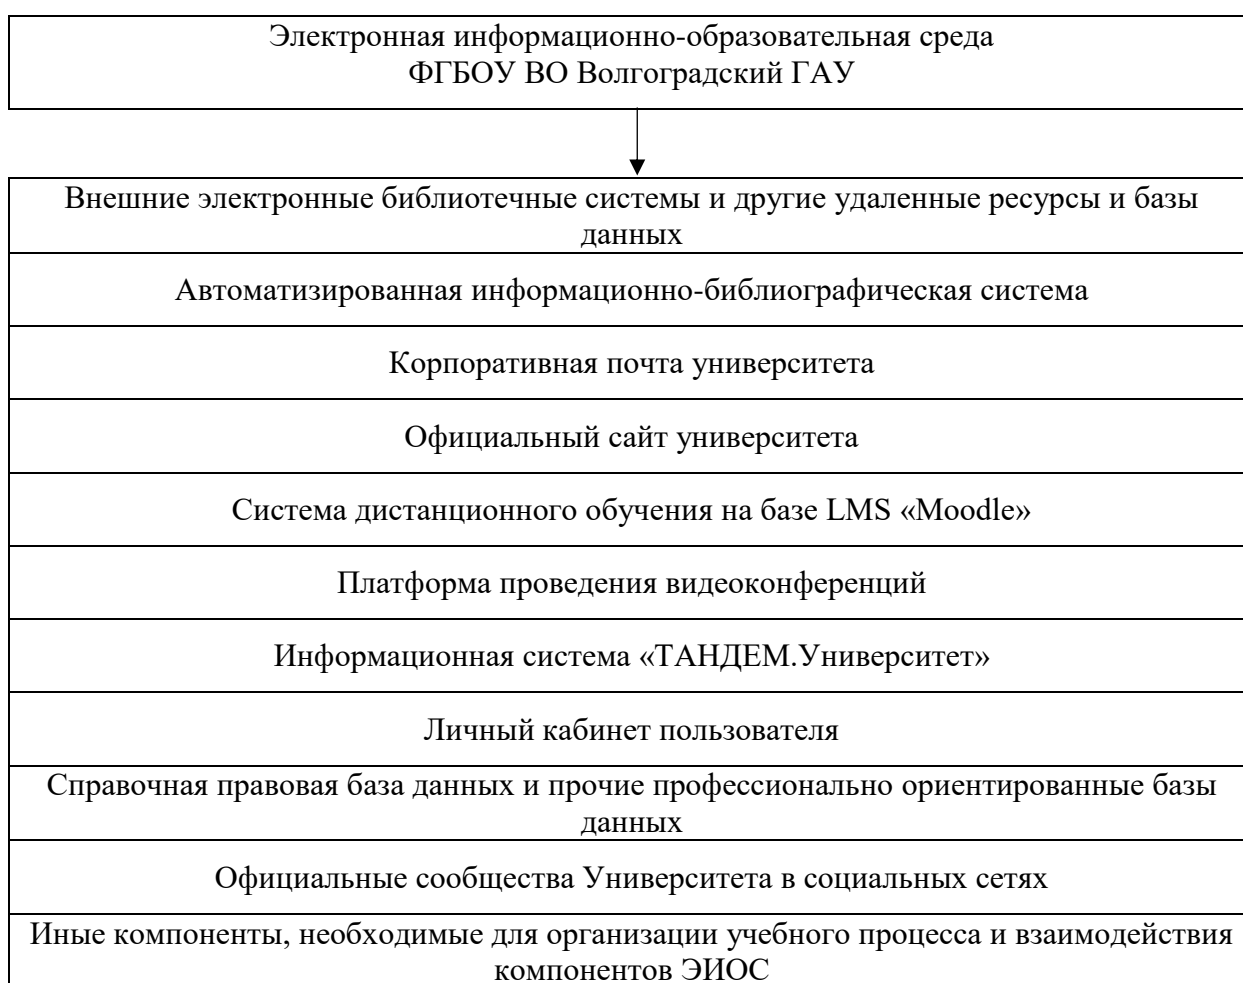 Электронная информационно-образовательная среда
ФГБОУ ВО Волгоградский ГАУ
Внешние электронные библиотечные системы и другие удаленные ресурсы и базы
данных
Автоматизированная информационно-библиографическая система
Корпоративная почта университета
Официальный сайт университета
Система дистанционного обучения на базе LMS «Moodle»
Платформа проведения видеоконференций
Информационная система «ТАНДЕМ.Университет»
Личный кабинет пользователя
Справочная правовая база данных и прочие профессионально ориентированные базы
данных
Официальные сообщества Университета в социальных сетях
Иные компоненты, необходимые для организации учебного процесса и взаимодействия
компонентов ЭИОС